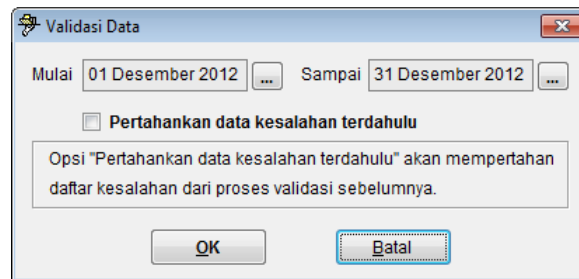 Validasi Data
Mulai 01 Desember 2012 ... Sampai 31 Desember 2012 ...
Pertahankan data kesalahan terdahulu
Opsi "Pertahankan data kesalahan terdahulu" akan mempertahan
daftar kesalahan dari proses validasi sebelumnya.
OK Batal